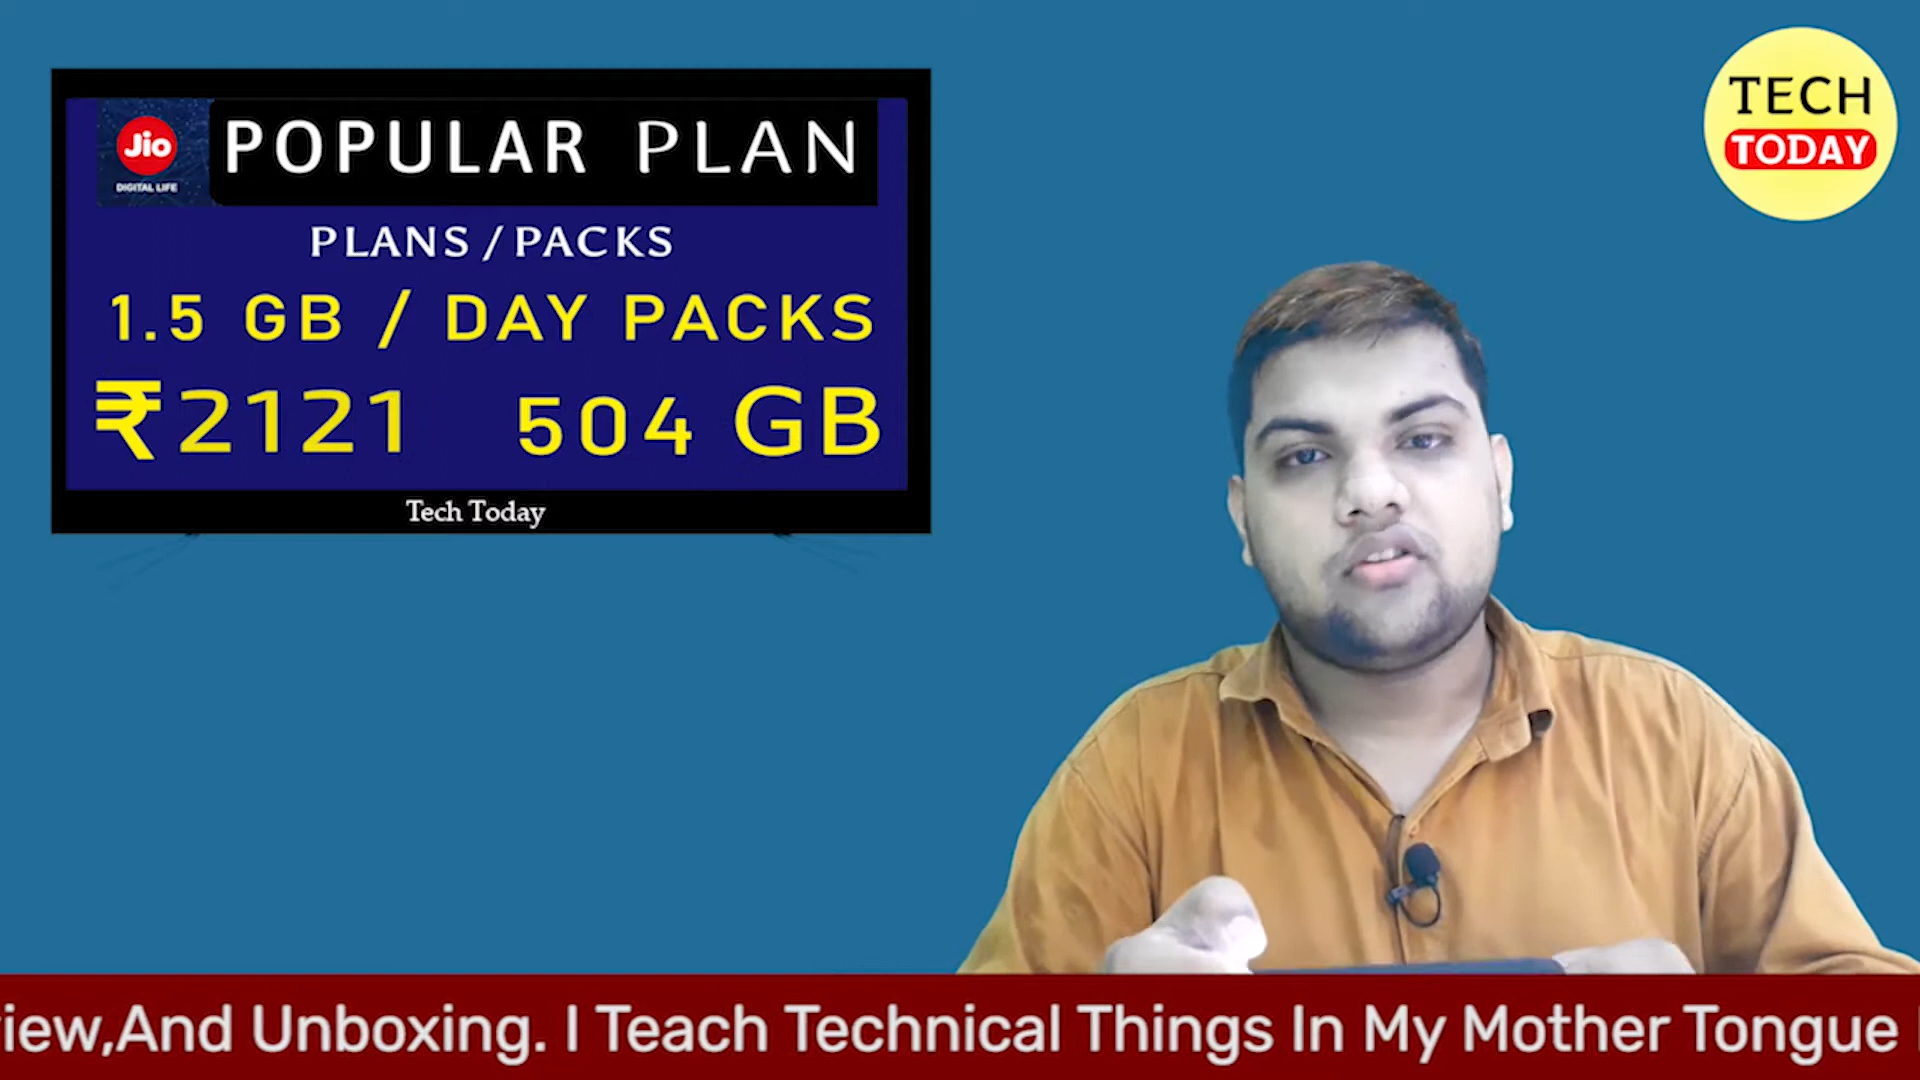 Jio
DIGITAL LIFE
POPULAR PLAN
PLANS / PACKS
1.5 GB / DAY PACKS
₹2121 504 GB
Tech Today
TECH
TODAY
view,And Unboxing. I Teach Technical Things In My Mother Tongue